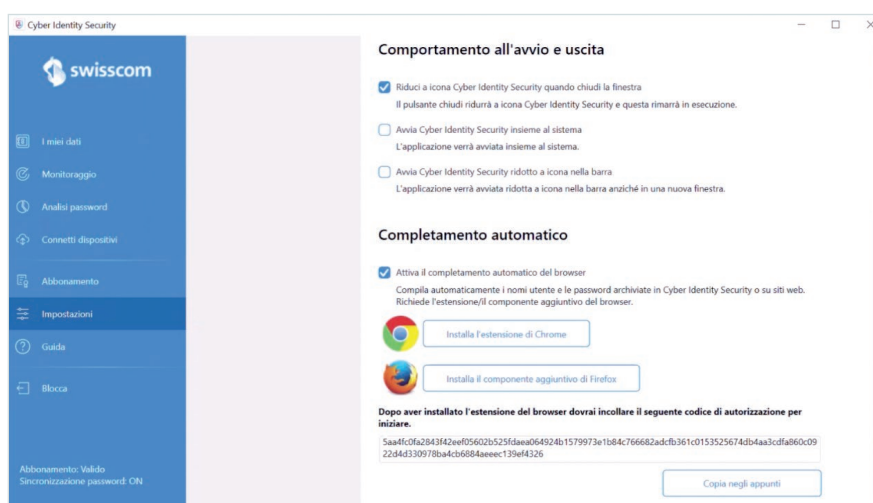 Cyber Identity Security
swisscom
I miei dati
Monitoraggio
Analisi password
Connetti dispositivi
Abbonamento
Impostazioni
Guida
Blocca
Abbonamento: Valido
Sincronizzazione password: ON
Comportamento all'avvio e uscita
Riduci a icona Cyber Identity Security quando chiudi la finestra
Il pulsante chiudi ridurrà a icona Cyber Identity Security e questa rimarrà in esecuzione.
Avvia Cyber Identity Security insieme al sistema
L'applicazione verrà avviata insieme al sistema.
Avvia Cyber Identity Security ridotto a icona nella barra
L'applicazione verrà avviata ridotta a icona nella barra anziché in una nuova finestra.
Completamento automatico
Attiva il completamento automatico del browser
Compila automaticamente i nomi utente e le password archiviate in Cyber Identity Security o su siti web.
Richiede l'estensione/il componente aggiuntivo del browser.
Installa l'estensione di Chrome
Installa il componente aggiuntivo di Firefox
Dopo aver installato l'estensione del browser dovrai incollare il seguente codice di autorizzazione per
iniziare.
5aa4fc0fa2843f42eef05602b525fdaea064924b1579973e1b84c766682adcfb361c0153525674db4aa3cdfa860c09
22d4d330978ba4cb6884aeeec139ef4326
Copia negli appunti